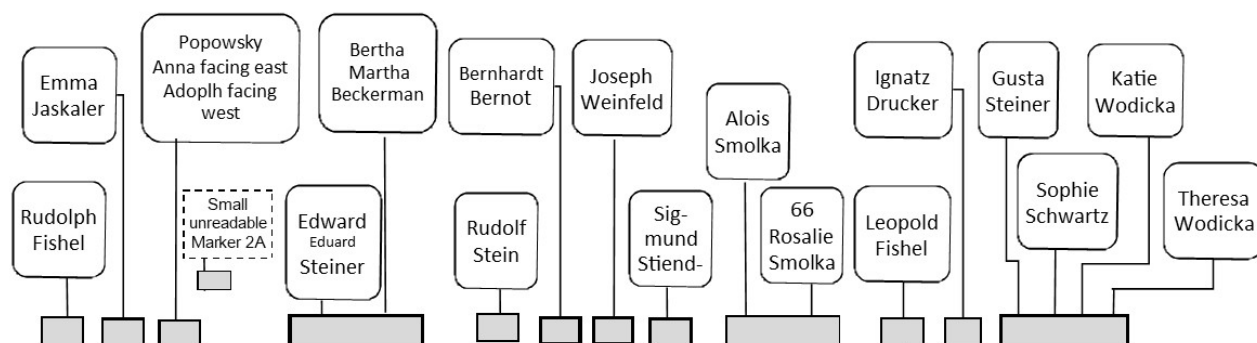 Emma
Jaskaler
Popowsky
Anna facing east
Adoplh facing
west
Bertha
Martha
Beckerman
Bernhardt
Bernot
Joseph
Weinfeld
Alois
Smolka
Ignatz
Drucker
Gusta
Steiner
Katie
Wodicka
Rudolph
Fishel
Small
unreadable
Marker 2A
Edward
Eduard
Steiner
Rudolf
Stein
Sig-
mund
Stiend-
66
Rosalie
Smolka
Leopold
Fishel
Sophie
Schwartz
Theresa
Wodicka